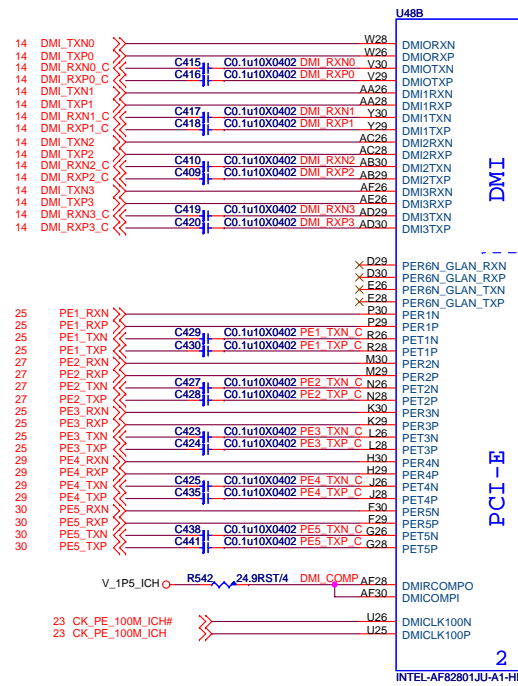 U48B
14 DMI_TXN0 W28 DMI0RXN
14 DMI_TXP0 W26 DMI0RXP
14 DMI_RXN0_C C415 C0.1u10X0402 DMI_RXN0 V30 DMI0TXN
14 DMI_RXP0_C C416 C0.1u10X0402 DMI_RXP0 V29 DMI0TXP
14 DMI_TXN1 AA26 DMI1RXN
14 DMI_TXP1 AA28 DMI1RXP
14 DMI_RXN1_C C417 C0.1u10X0402 DMI_RXN1 Y30 DMI1TXN
14 DMI_RXP1_C C418 C0.1u10X0402 DMI_RXP1 Y29 DMI1TXP
14 DMI_TXN2 AC26 DMI2RXN
14 DMI_TXP2 AC28 DMI2RXP
14 DMI_RXN2_C C410 C0.1u10X0402 DMI_RXN2 AB30 DMI2TXN
14 DMI_RXP2_C C409 C0.1u10X0402 DMI_RXP2 AB29 DMI2TXP
14 DMI_TXN3 AF26 DMI3RXN
14 DMI_TXP3 AE26 DMI3RXP
14 DMI_RXN3_C C419 C0.1u10X0402 DMI_RXN3 AD29 DMI3TXN
14 DMI_RXP3_C C420 C0.1u10X0402 DMI_RXP3 AD30 DMI3TXP
DMI
D29 PER6N_GLAN_RXN
D30 PER6N_GLAN_RXP
E26 PER6N_GLAN_TXN
E28 PER6N_GLAN_TXP
25 PE1_RXN P30 PER1N
25 PE1_RXP P29 PER1P
25 PE1_TXN C429 C0.1u10X0402 PE1_TXN_C R26 PET1N
25 PE1_TXP C430 C0.1u10X0402 PE1_TXP_C R28 PET1P
27 PE2_RXN M30 PER2N
27 PE2_RXP M29 PER2P
27 PE2_TXN C427 C0.1u10X0402 PE2_TXN_C N26 PET2N
27 PE2_TXP C428 C0.1u10X0402 PE2_TXP_C N28 PET2P
25 PE3_RXN K30 PER3N
25 PE3_RXP K29 PER3P
25 PE3_TXN C423 C0.1u10X0402 PE3_TXN_C L26 PET3N
25 PE3_TXP C424 C0.1u10X0402 PE3_TXP_C L28 PET3P
29 PE4_RXN H30 PER4N
29 PE4_RXP H29 PER4P
29 PE4_TXN C425 C0.1u10X0402 PE4_TXN_C J26 PET4N
29 PE4_TXP C435 C0.1u10X0402 PE4_TXP_C J28 PET4P
30 PE5_RXN F30 PER5N
30 PE5_RXP F29 PER5P
30 PE5_TXN C438 C0.1u10X0402 PE5_TXN_C G26 PET5N
30 PE5_TXP C441 C0.1u10X0402 PE5_TXP_C G28 PET5P
PCI-E
V_1P5_ICH R542 24.9RST/4 DMI_COMP AF28 DMIRCOMPO
AF30 DMICOMPI
23 CK_PE_100M_ICH# U26 DMICLK100N
23 CK_PE_100M_ICH U25 DMICLK100P
2
INTEL-AF82801JU-A1-HF